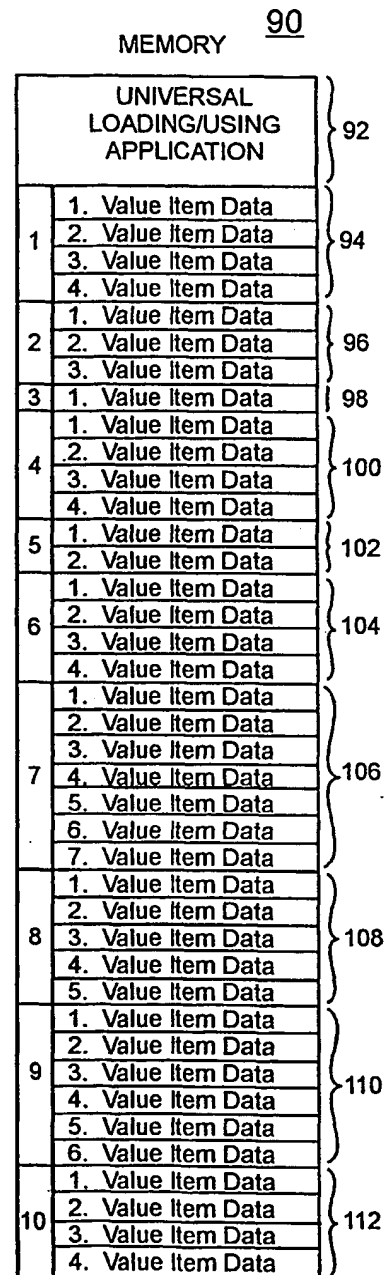 90
MEMORY
UNIVERSAL
LOADING/USING
APPLICATION
92
1
1. Value Item Data
2. Value Item Data
3. Value Item Data
4. Value Item Data
94
2
1. Value Item Data
2. Value Item Data
3. Value Item Data
96
3
1. Value Item Data
98
4
1. Value Item Data
2. Value Item Data
3. Value Item Data
4. Value Item Data
100
5
1. Value Item Data
2. Value Item Data
102
6
1. Value Item Data
2. Value Item Data
3. Value Item Data
4. Value Item Data
104
7
1. Value Item Data
2. Value Item Data
3. Value Item Data
4. Value Item Data
5. Value Item Data
6. Value Item Data
7. Value Item Data
106
8
1. Value Item Data
2. Value Item Data
3. Value Item Data
4. Value Item Data
5. Value Item Data
108
9
1. Value Item Data
2. Value Item Data
3. Value Item Data
4. Value Item Data
5. Value Item Data
6. Value Item Data
110
10
1. Value Item Data
2. Value Item Data
3. Value Item Data
4. Value Item Data
112